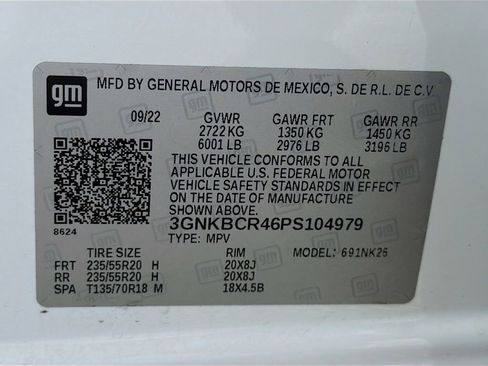 gm
MFD BY GENERAL MOTORS DE MEXICO, S. DE R.L. DE C.V.
09/22 GVWR GAWR FRT GAWR RR
2722 KG 1350 KG 1450 KG
6001 LB 2976 LB 3196 LB
THIS VEHICLE CONFORMS TO ALL
APPLICABLE U.S. FEDERAL MOTOR
VEHICLE SAFETY STANDARDS IN EFFECT
ON THE DATE OF MANUFACTURE
SHOWN ABOVE.
8624 3GNKBCR46PS104979
TYPE: MPV
TIRE SIZE RIM MODEL: 691NK26
FRT 235/55R20 H 20X8J
RR 235/55R20 H 20X8J
SPA T135/70R18 M 18X4.5B